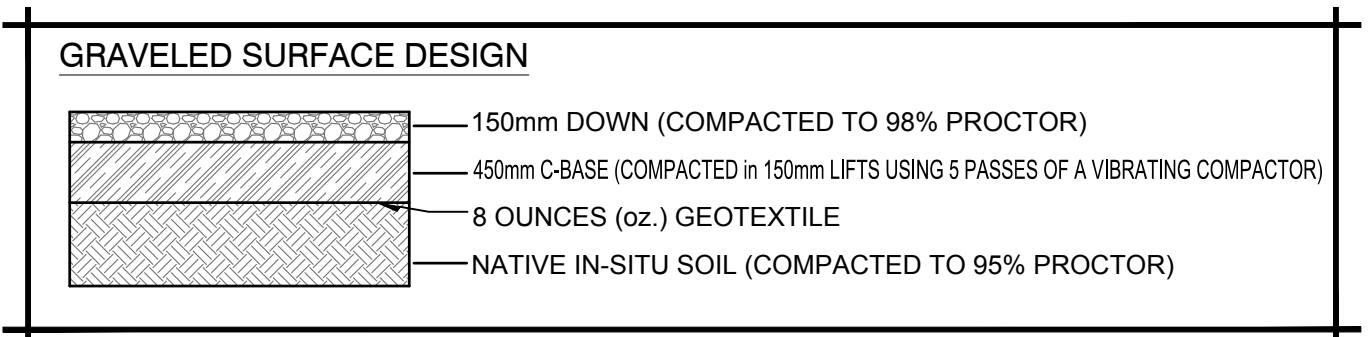 GRAVELED SURFACE DESIGN
150mm DOWN (COMPACTED TO 98% PROCTOR)
450mm C-BASE (COMPACTED in 150mm LIFTS USING 5 PASSES OF A VIBRATING COMPACTOR)
8 OUNCES (oz.) GEOTEXTILE
NATIVE IN-SITU SOIL (COMPACTED TO 95% PROCTOR)